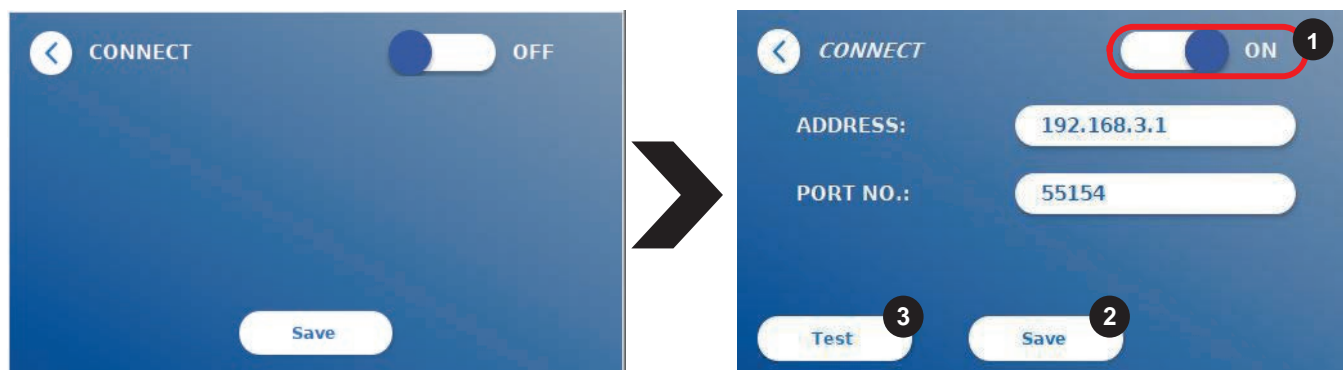 CONNECT OFF
Save
CONNECT ON 1
ADDRESS: 192.168.3.1
PORT NO.: 55154
3 2
Test Save